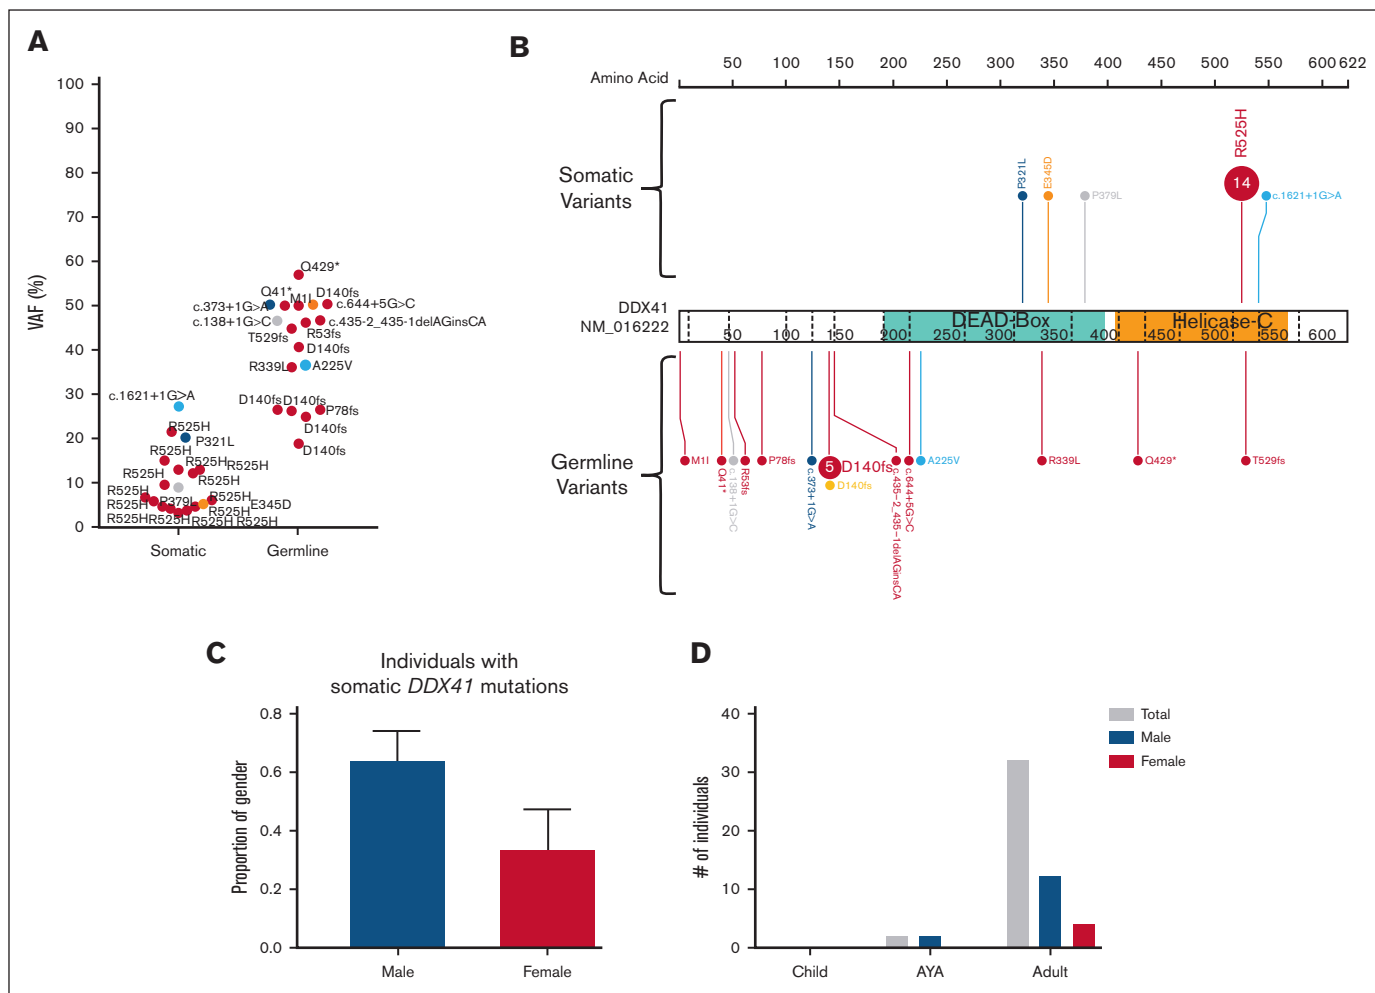 A
VAF (%)
100
90
80
70
60
50
40
30
20
10
0
Q429*
Q41*
M1I
D140fs
c.373+1G>A
c.644+5G>C
c.138+1G>C
c.435-2_435-1delAGinsCA
T529fs
R53fs
D140fs
R339L
A225V
D140fs
D140fs
P78fs
D140fs
D140fs
c.1621+1G>A
R525H
P321L
R525H
R525H
R525H
R525H
R525H
R525H
P379L
R525H
R525H
R525H
E345D
R525H
R525H
R525H
R525H
Somatic
Germline
B
Amino Acid
50 100 150 200 250 300 350 400 450 500 550 600 622
Somatic
Variants
P321L
E345D
P379L
R525H
14
c.1621+1G>A
DDX41
NM_016222
DEAD-Box
Helicase-C
50 100 150 200 250 300 350 400 450 500 550 600
Germline
Variants
M1I
Q41*
c.138+1G>C
R53fs
P78fs
c.373+1G>A
5
D140fs
D140fs
c.435-2_435-1delAGinsCA
c.644+5G>C
A225V
R339L
Q429*
T529fs
C
Individuals with
somatic DDX41 mutations
Proportion of gender
0.8
0.6
0.4
0.2
0.0
Male
Female
D
# of individuals
40
30
20
10
0
Child
AYA
Adult
Total
Male
Female